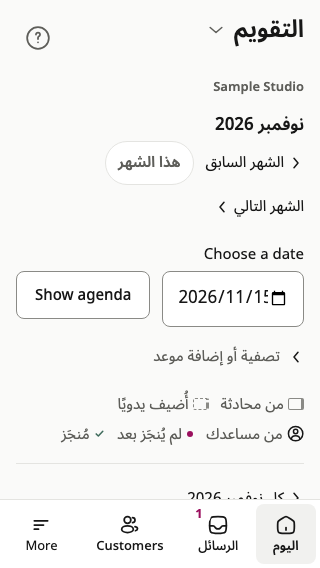 التقويم
Sample Studio
نوفمبر 2026
الشهر السابق هذا الشهر
الشهر التالي
Choose a date
2026/11/15 Show agenda
تصفية أو إضافة موعد
من محادثة أُضيف يدويًا
من مساعدك لم يُنجَز بعد مُنجَز
كل نوفمبر 2026
اليوم الرسائل 1 Customers More